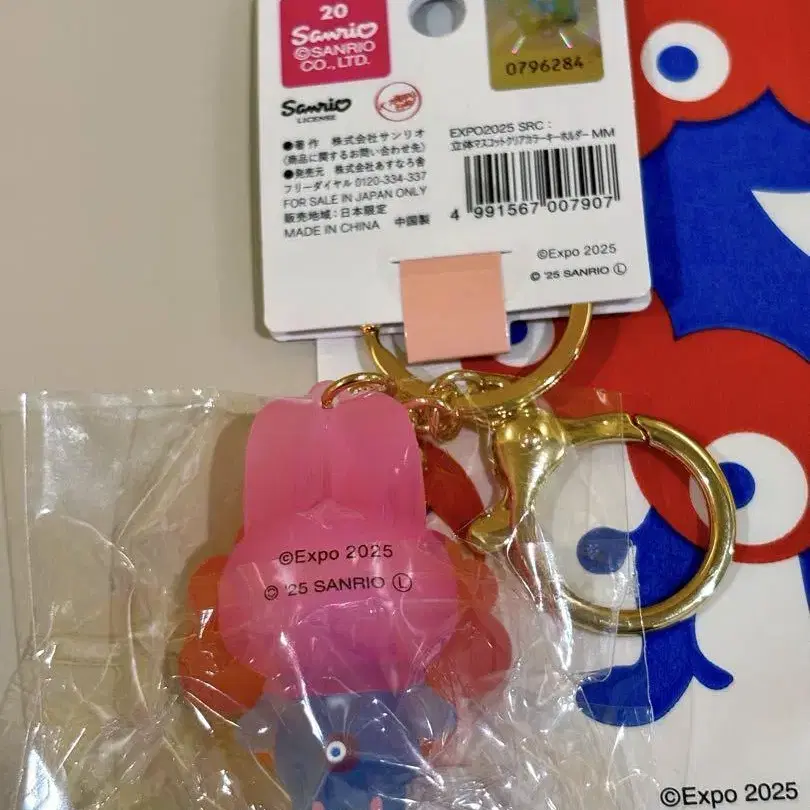 20
Sanrio
©SANRIO
CO.,LTD.
0796284
Sanrio
LICENSE
●著作 株式会社サンリオ
(商品に関するお問い合わせ先)
●発売元 株式会社あすなろ舎
フリーダイヤル 0120-334-337
FOR SALE IN JAPAN ONLY
販売地域:日本限定
MADE IN CHINA 中国製
EXPO2025 SRC:
立体マスコットクリアカラーキーホルダー MM
4 991567 007907
©Expo 2025
© '25 SANRIO Ⓛ
©Expo 2025
© '25 SANRIO Ⓛ
©Expo 2025